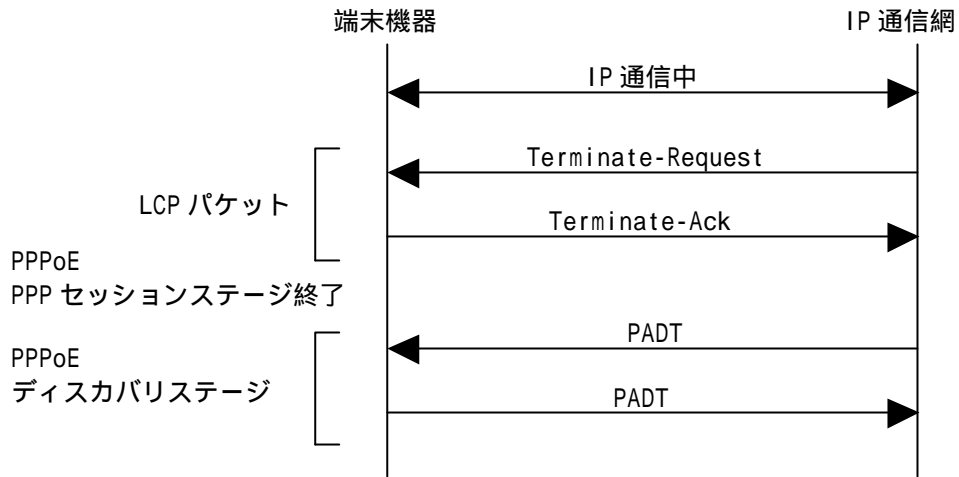 端末機器
IP 通信網
IP 通信中
Terminate-Request
LCP パケット
Terminate-Ack
PPPoE
PPP セッションステージ終了
PADT
PPPoE
ディスカバリステージ
PADT